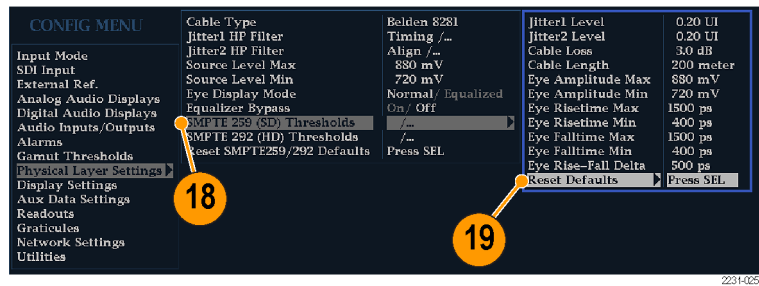 CONFIG MENU
Input Mode
SDI Input
External Ref.
Analog Audio Displays
Digital Audio Displays
Audio Inputs/Outputs
Alarms
Gamut Thresholds
Physical Layer Settings
Display Settings
Aux Data Settings
Readouts
Graticules
Network Settings
Utilities
Cable Type Belden 8281
Jitter1 HP Filter Timing /...
Jitter2 HP Filter Align /...
Source Level Max 880 mV
Source Level Min 720 mV
Eye Display Mode Normal/ Equalized
Equalizer Bypass On/ Off
SMPTE 259 (SD) Thresholds /...
SMPTE 292 (HD) Thresholds /...
Reset SMPTE259/292 Defaults Press SEL
Jitter1 Level 0.20 UI
Jitter2 Level 0.20 UI
Cable Loss 3.0 dB
Cable Length 200 meter
Eye Amplitude Max 880 mV
Eye Amplitude Min 720 mV
Eye Risetime Max 1500 ps
Eye Risetime Min 400 ps
Eye Falltime Max 1500 ps
Eye Falltime Min 400 ps
Eye Rise-Fall Delta 500 ps
Reset Defaults Press SEL
18
19
2231-025